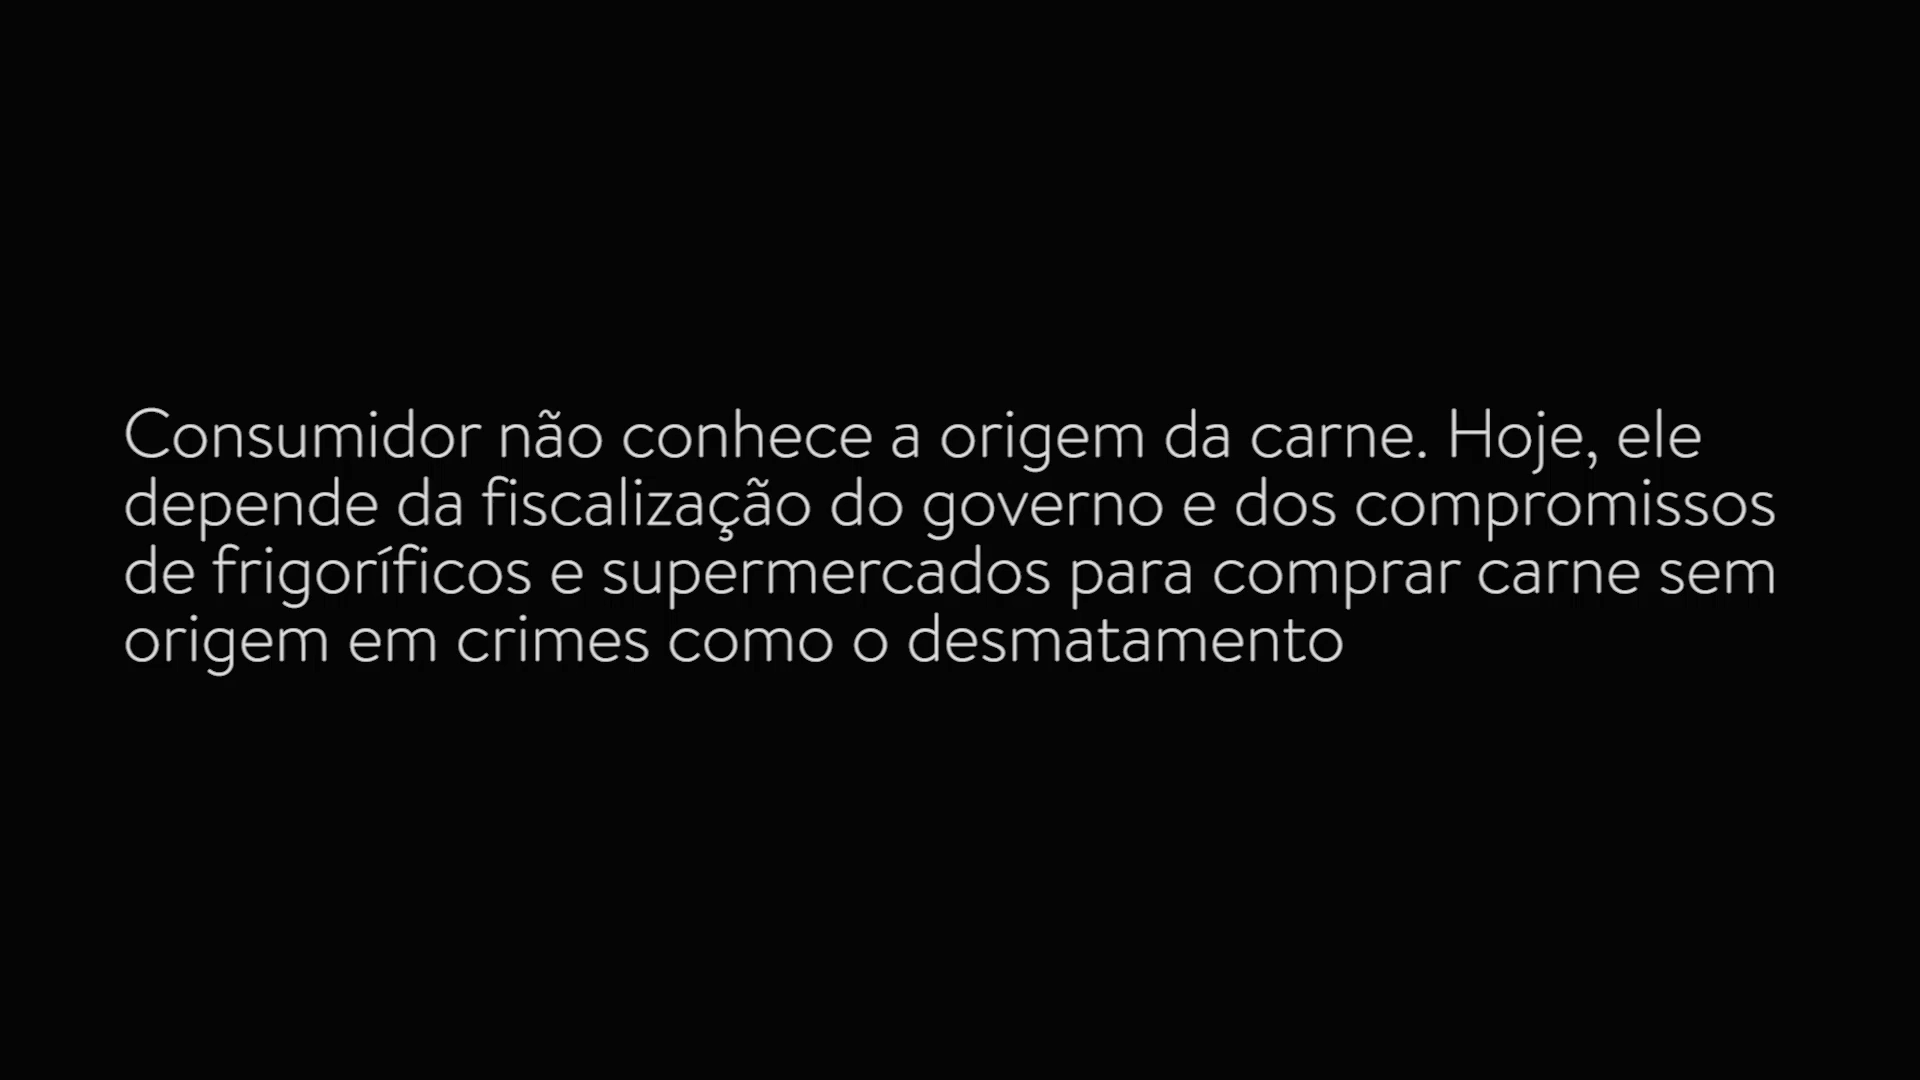 Consumidor não conhece a origem da carne. Hoje, ele
depende da fiscalização do governo e dos compromissos
de frigoríficos e supermercados para comprar carne sem
origem em crimes como o desmatamento